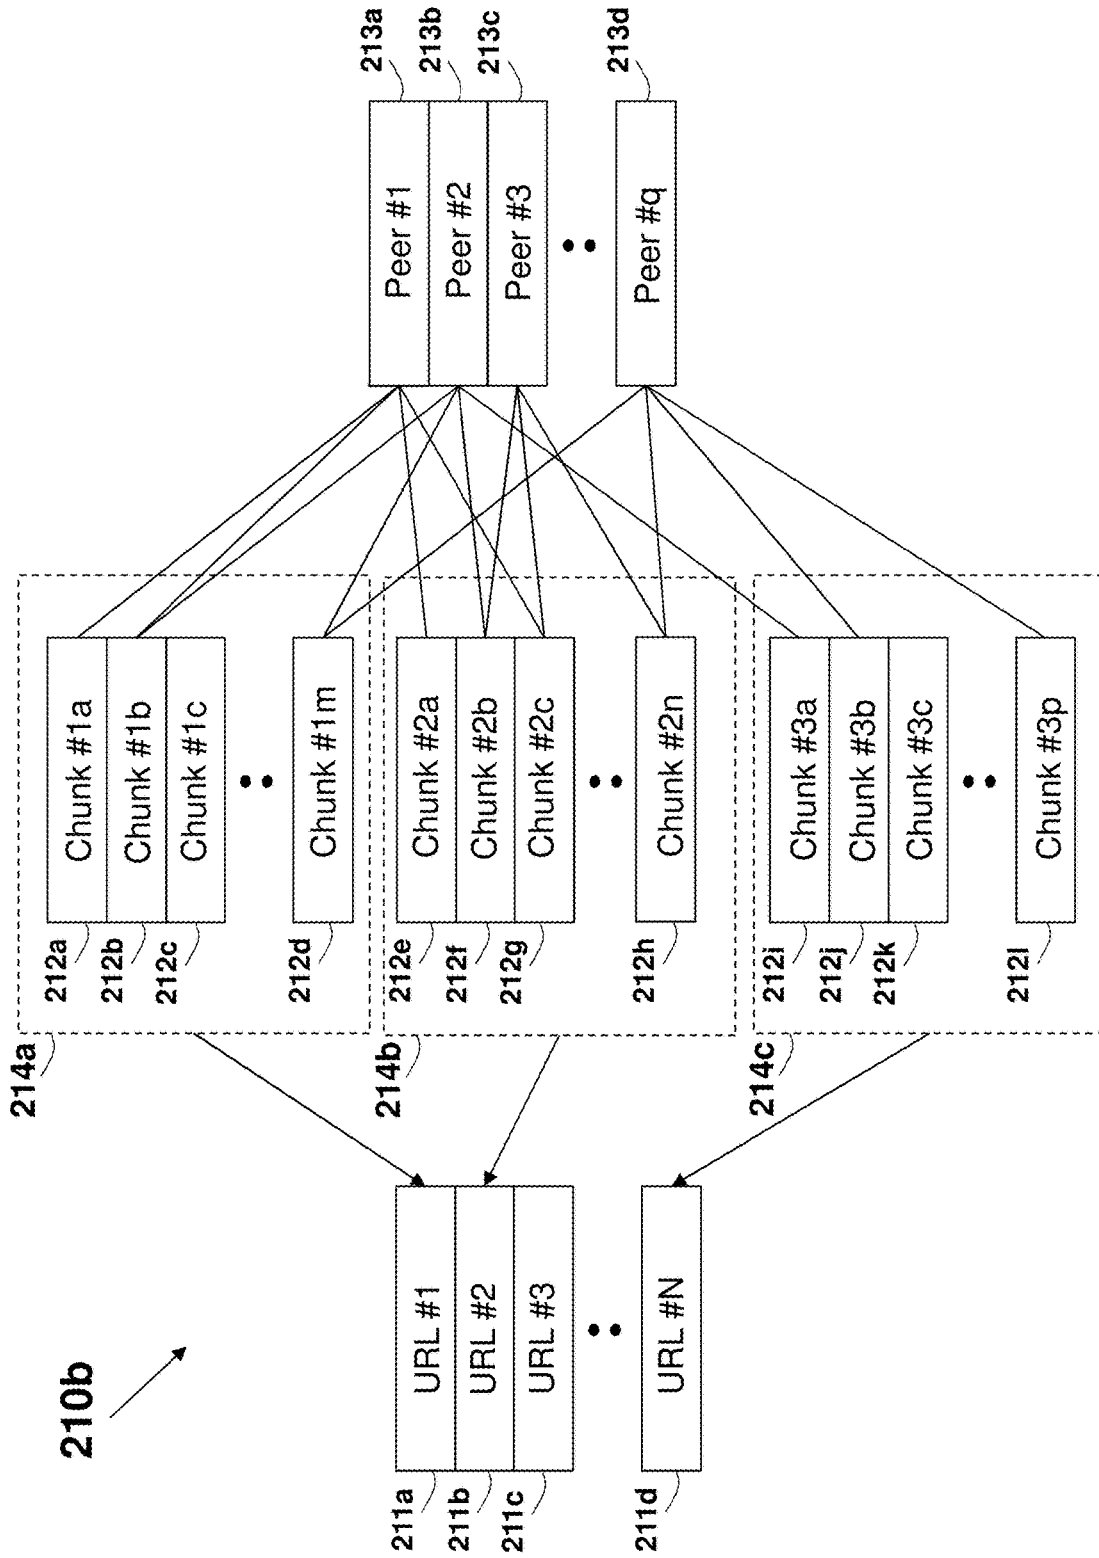 210b
211a
URL #1
211b
URL #2
211c
URL #3
211d
URL #N
214a
212a
Chunk #1a
212b
Chunk #1b
212c
Chunk #1c
212d
Chunk #1m
214b
212e
Chunk #2a
212f
Chunk #2b
212g
Chunk #2c
212h
Chunk #2n
214c
212i
Chunk #3a
212j
Chunk #3b
212k
Chunk #3c
212l
Chunk #3p
Peer #1
213a
Peer #2
213b
Peer #3
213c
Peer #q
213d